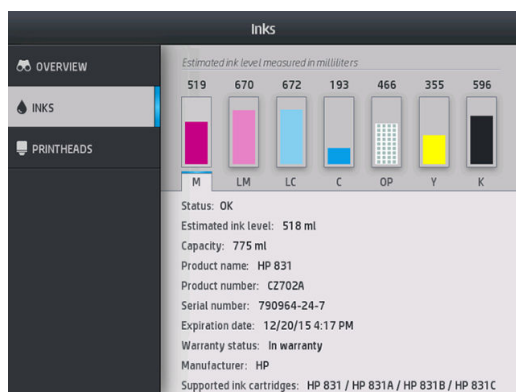 Inks
OVERVIEW
INKS
PRINTHEADS
Estimated ink level measured in milliliters
519 670 672 193 466 355 596
M LM LC C OP Y K
Status: OK
Estimated ink level: 518 ml
Capacity: 775 ml
Product name: HP 831
Product number: CZ702A
Serial number: 790964-24-7
Expiration date: 12/20/15 4:17 PM
Warranty status: In warranty
Manufacturer: HP
Supported ink cartridges: HP 831 / HP 831A / HP 831B / HP 831C